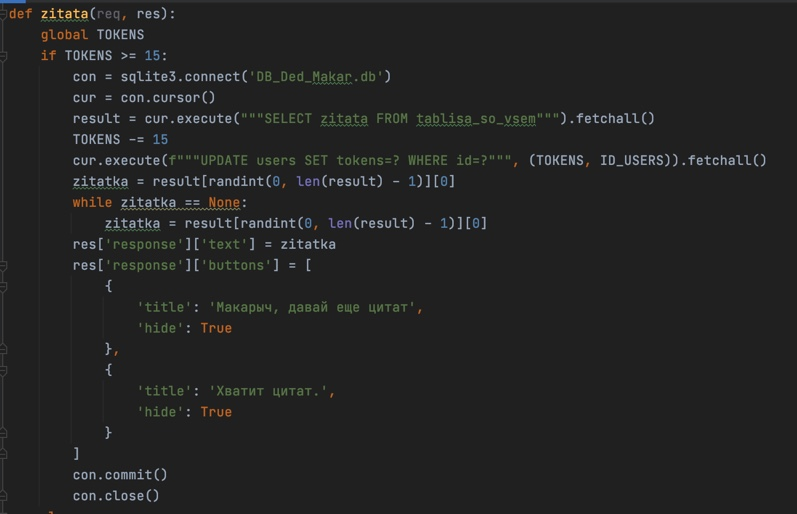 def zitata(req, res):
    global TOKENS
    if TOKENS >= 15:
        con = sqlite3.connect('DB_Ded_Makar.db')
        cur = con.cursor()
        result = cur.execute("""SELECT zitata FROM tablisa_so_vsem""").fetchall()
        TOKENS -= 15
        cur.execute(f"""UPDATE users SET tokens=? WHERE id=?""", (TOKENS, ID_USERS)).fetchall()
        zitatka = result[randint(0, len(result) - 1)][0]
        while zitatka == None:
            zitatka = result[randint(0, len(result) - 1)][0]
        res['response']['text'] = zitatka
        res['response']['buttons'] = [
            {
                'title': 'Макарыч, давай еще цитат',
                'hide': True
            },
            {
                'title': 'Хватит цитат.',
                'hide': True
            }
        ]
        con.commit()
        con.close()